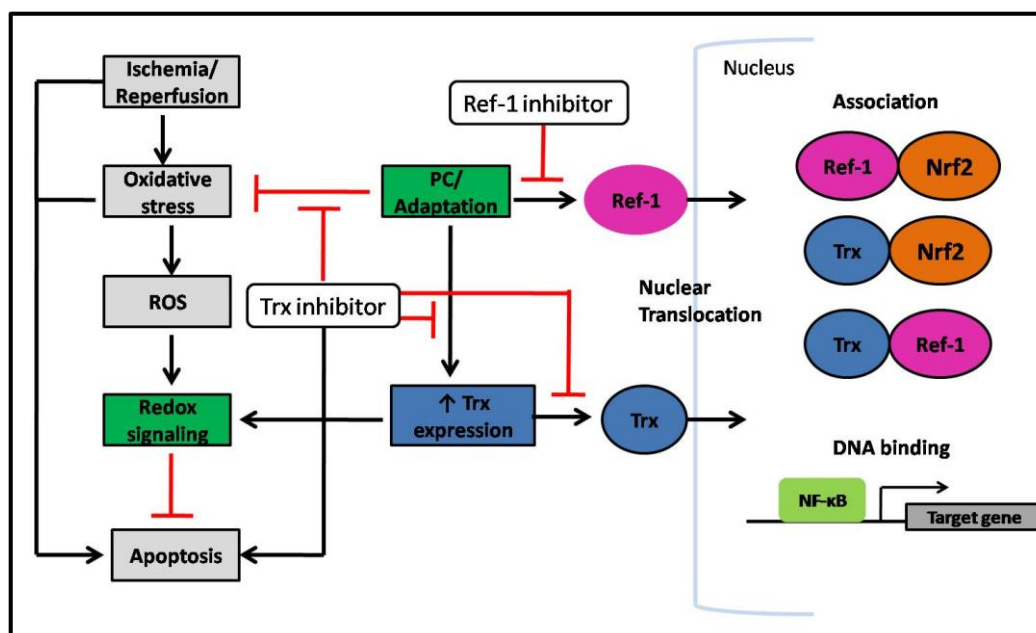 Ischemia/
Reperfusion
Oxidative
stress
ROS
Redox
signaling
Apoptosis
Ref-1 inhibitor
PC/
Adaptation
Ref-1
Trx inhibitor
↑ Trx
expression
Trx
Nuclear
Translocation
Nucleus
Association
Ref-1
Nrf2
Trx
Nrf2
Trx
Ref-1
DNA binding
NF-κB
Target gene